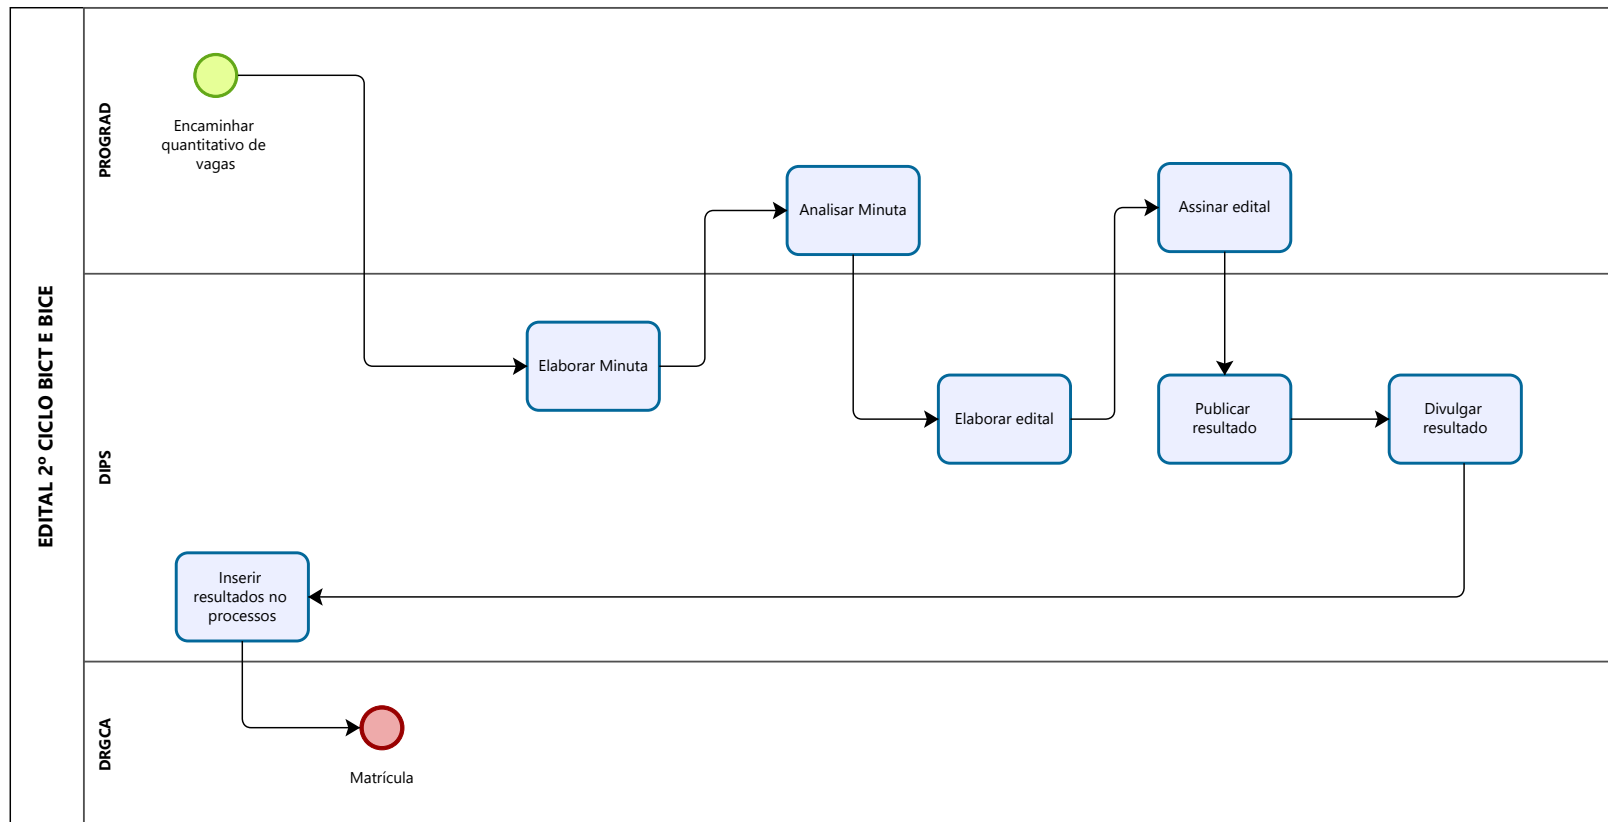 EDITAL 2º CICLO BICT E BICE
PROGRAD
Encaminhar
quantitativo de
vagas
Analisar Minuta
Assinar edital
DIPS
Elaborar Minuta
Elaborar edital
Publicar
resultado
Divulgar
resultado
Inserir
resultados no
processos
DRGCA
Matrícula